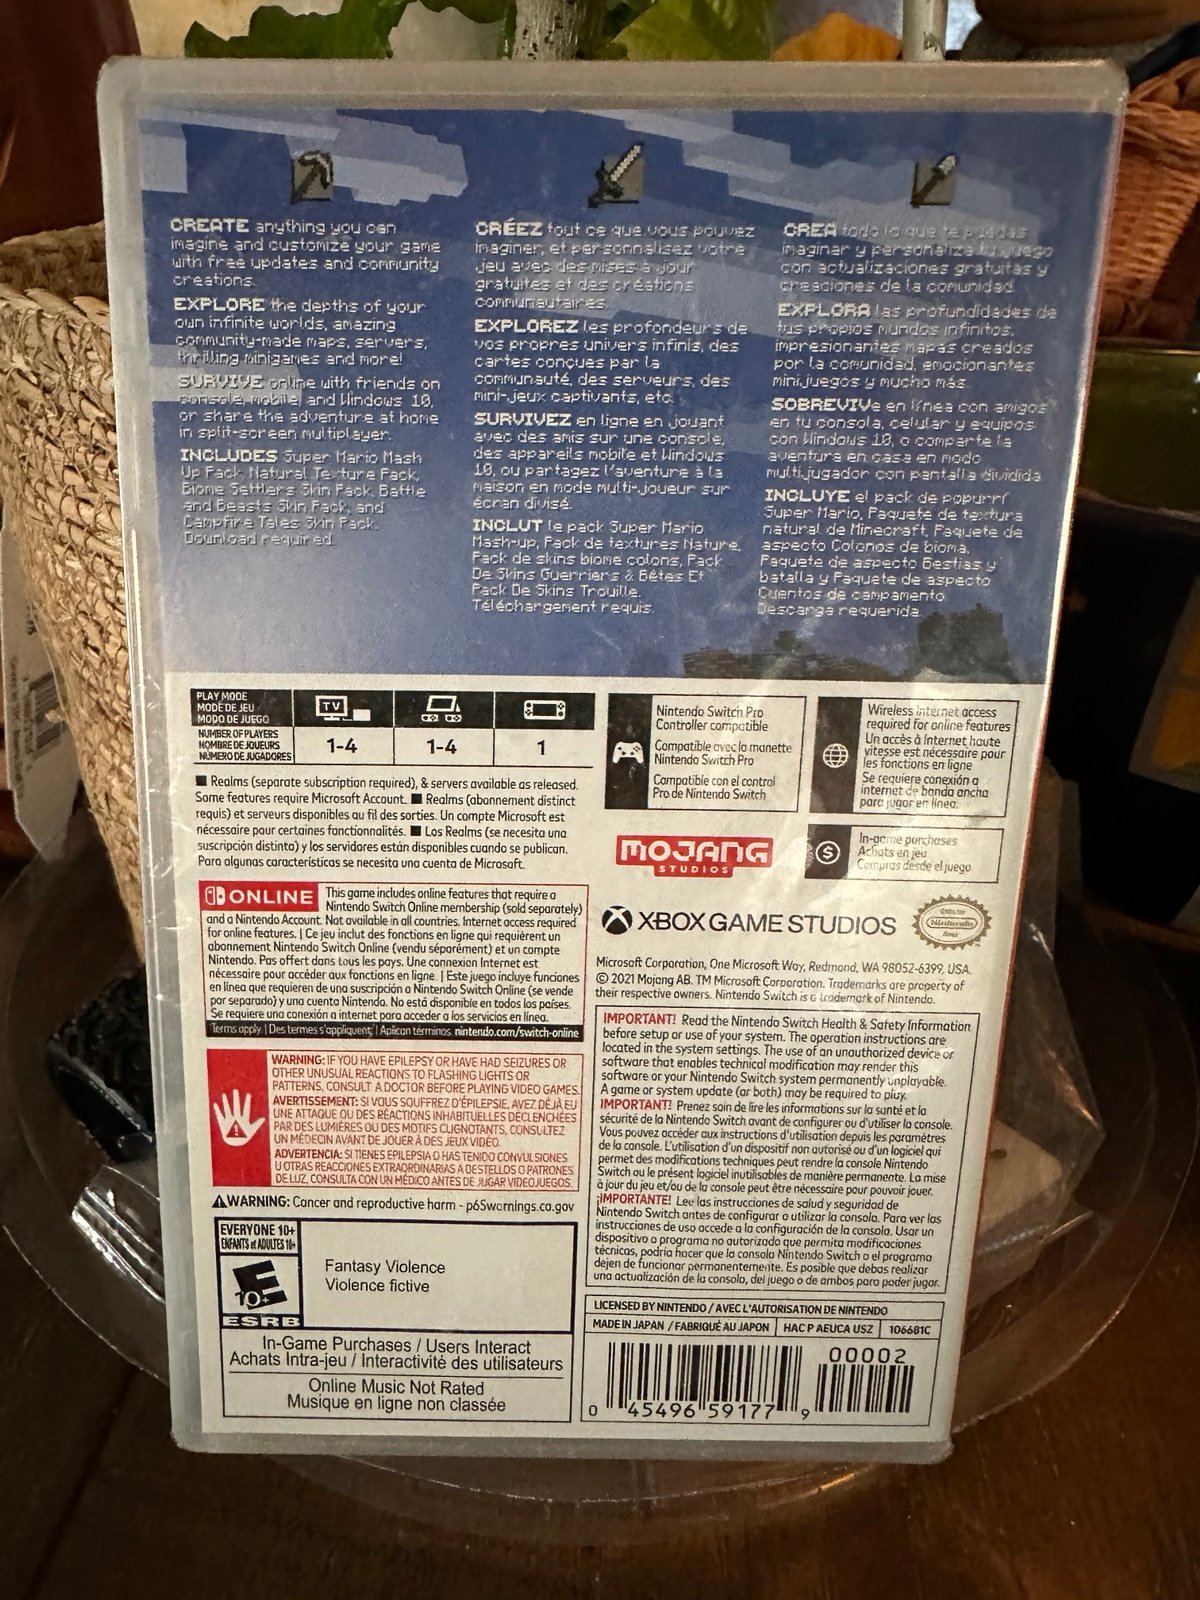 CREATE anything you can
imagine and customize your game
with free updates and community
creations.
EXPLORE the depths of your
own infinite worlds, amazing
community-made maps, servers,
thrilling minigames and more!
SURVIVE online with friends on
console, mobile, and Windows 10,
or share the adventure at home
in split-screen multiplayer.
INCLUDES Super Mario Mash
Up Pack, Natural Texture Pack,
Biome Settlers Skin Pack, Battle
and Beasts Skin Pack, and
Campfire Tales Skin Pack.
Download required.
CRÉEZ tout ce que vous pouvez
imaginer, et personnalisez votre
jeu avec des mises à jour
gratuites et des créations
communautaires.
EXPLOREZ les profondeurs de
vos propres univers infinis, des
cartes conçues par la
communauté, des serveurs, des
mini-jeux captivants, etc.
SURVIVEZ en ligne en jouant
avec des amis sur une console,
des appareils mobile et Windows
10, ou partagez l'aventure à la
maison en mode multi-joueur sur
écran divisé.
INCLUT le pack Super Mario
Mash-up, Pack de textures Nature,
Pack de skins biome colons, Pack
De Skins Guerriers & Bêtes Et
Pack De Skins Trouille.
Téléchargement requis.
CREA todo lo que te puedas
imaginar y personaliza tu juego
con actualizaciones gratuitas y
creaciones de la comunidad.
EXPLORA las profundidades de
tus propios mundos infinitos,
impresionantes mapas creados
por la comunidad, emocionantes
minijuegos y mucho más.
SOBREVIVe en línea con amigos
en tu consola, celular y equipos
con Windows 10, o comparte la
aventura en casa en modo
multijugador con pantalla dividida.
INCLUYE el pack de popurrí
Super Mario, Paquete de textura
natural de Minecraft, Paquete de
aspecto Colonos de bioma,
Paquete de aspecto Bestias y
batalla y Paquete de aspecto
Cuentos de campamento.
Descarga requerida.
PLAY MODE
MODE DE JEU
MODO DE JUEGO
TV
NUMBER OF PLAYERS
NOMBRE DE JOUEURS
NÚMERO DE JUGADORES
1-4
1-4
1
Nintendo Switch Pro
Controller compatible
Compatible avec la manette
Nintendo Switch Pro
Compatible con el control
Pro de Nintendo Switch
Wireless internet access
required for online features
Un accès à Internet haute
vitesse est nécessaire pour
les fonctions en ligne
Se requiere conexión a
internet de banda ancha
para jugar en línea.
■ Realms (separate subscription required), & servers available as released.
Some features require Microsoft Account. ■ Realms (abonnement distinct
requis) et serveurs disponibles au fil des sorties. Un compte Microsoft est
nécessaire pour certaines fonctionnalités. ■ Los Realms (se necesita una
suscripción distinta) y los servidores están disponibles cuando se publican.
Para algunas características se necesita una cuenta de Microsoft.
MOJANG
STUDIOS
In-game purchases
Achats en jeu
Compras desde el juego
ONLINE This game includes online features that require a
Nintendo Switch Online membership (sold separately)
and a Nintendo Account. Not available in all countries. Internet access required
for online features. | Ce jeu inclut des fonctions en ligne qui requièrent un
abonnement Nintendo Switch Online (vendu séparément) et un compte
Nintendo. Pas offert dans tous les pays. Une connexion Internet est
nécessaire pour accéder aux fonctions en ligne. | Este juego incluye funciones
en línea que requieren de una suscripción a Nintendo Switch Online (se vende
por separado) y una cuenta Nintendo. No está disponible en todos los países.
Se requiere una conexión a internet para acceder a los servicios en línea.
Terms apply. | Des termes s'appliquent. | Aplican términos. nintendo.com/switch-online
XBOX GAME STUDIOS
Official
Nintendo
Seal
Microsoft Corporation, One Microsoft Way, Redmond, WA 98052-6399, USA.
© 2021 Mojang AB. TM Microsoft Corporation. Trademarks are property of
their respective owners. Nintendo Switch is a trademark of Nintendo.
WARNING: IF YOU HAVE EPILEPSY OR HAVE HAD SEIZURES OR
OTHER UNUSUAL REACTIONS TO FLASHING LIGHTS OR
PATTERNS, CONSULT A DOCTOR BEFORE PLAYING VIDEO GAMES.
AVERTISSEMENT: SI VOUS SOUFFREZ D'ÉPILEPSIE, AVEZ DÉJÀ EU
UNE ATTAQUE OU DES RÉACTIONS INHABITUELLES DÉCLENCHÉES
PAR DES LUMIÈRES OU DES MOTIFS CLIGNOTANTS, CONSULTEZ
UN MÉDECIN AVANT DE JOUER À DES JEUX VIDÉO.
ADVERTENCIA: SI TIENES EPILEPSIA O HAS TENIDO CONVULSIONES
U OTRAS REACCIONES EXTRAORDINARIAS A DESTELLOS O PATRONES
DE LUZ, CONSULTA CON UN MÉDICO ANTES DE JUGAR VIDEOJUEGOS.
⚠WARNING: Cancer and reproductive harm - p65warnings.ca.gov
IMPORTANT! Read the Nintendo Switch Health & Safety Information
before setup or use of your system. The operation instructions are
located in the system settings. The use of an unauthorized device or
software that enables technical modification may render this
software or your Nintendo Switch system permanently unplayable.
A game or system update (or both) may be required to play.
IMPORTANT! Prenez soin de lire les informations sur la santé et la
sécurité de la Nintendo Switch avant de configurer ou d'utiliser la console.
Vous pouvez accéder aux instructions d'utilisation depuis les paramètres
de la console. L'utilisation d'un dispositif non autorisé ou d'un logiciel qui
permet des modifications techniques peut rendre la console Nintendo
Switch ou le présent logiciel inutilisables de manière permanente. La mise
à jour du jeu et/ou de la console peut être nécessaire pour pouvoir jouer.
¡IMPORTANTE! Lee las instrucciones de salud y seguridad de
Nintendo Switch antes de configurar o utilizar la consola. Para ver las
instrucciones de uso accede a la configuración de la consola. Usar un
dispositivo o programa no autorizado que permita modificaciones
técnicas, podría hacer que la consola Nintendo Switch o el programa
dejen de funcionar permanentemente. Es posible que debas realizar
una actualización de la consola, del juego o de ambos para poder jugar.
EVERYONE 10+
ENFANTS et ADULTES 10+
E
10+
ESRB
Fantasy Violence
Violence fictive
In-Game Purchases / Users Interact
Achats Intra-jeu / Interactivité des utilisateurs
Online Music Not Rated
Musique en ligne non classée
LICENSED BY NINTENDO / AVEC L'AUTORISATION DE NINTENDO
MADE IN JAPAN / FABRIQUÉ AU JAPON
HAC P AEUCA USZ
106681C
00002
0 45496 59177 9